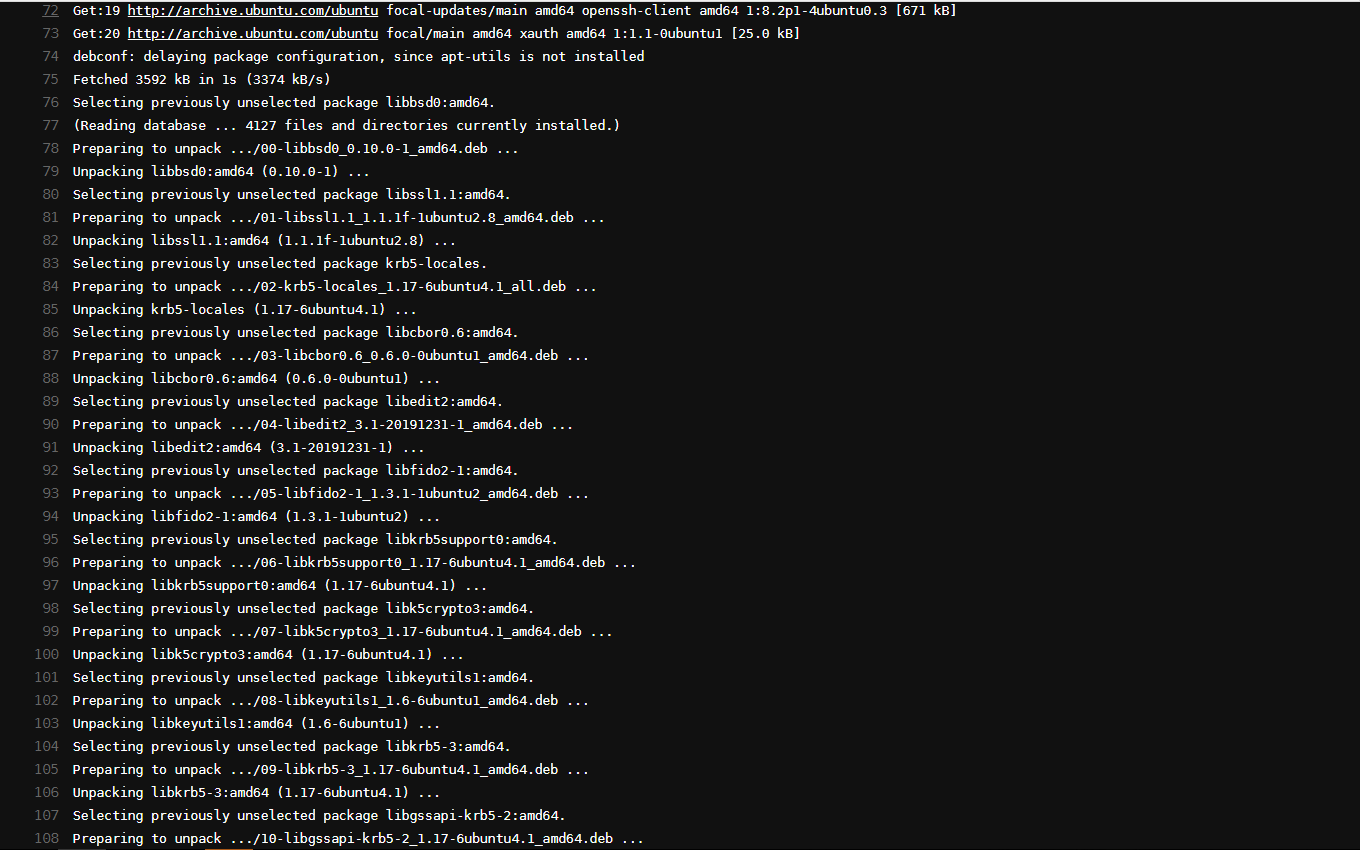 72 Get:19 http://archive.ubuntu.com/ubuntu focal-updates/main amd64 openssh-client amd64 1:8.2p1-4ubuntu0.3 [671 kB]
73 Get:20 http://archive.ubuntu.com/ubuntu focal/main amd64 xauth amd64 1:1.1-0ubuntu1 [25.0 kB]
74 debconf: delaying package configuration, since apt-utils is not installed
75 Fetched 3592 kB in 1s (3374 kB/s)
76 Selecting previously unselected package libbsd0:amd64.
77 (Reading database ... 4127 files and directories currently installed.)
78 Preparing to unpack .../00-libbsd0_0.10.0-1_amd64.deb ...
79 Unpacking libbsd0:amd64 (0.10.0-1) ...
80 Selecting previously unselected package libssl1.1:amd64.
81 Preparing to unpack .../01-libssl1.1_1.1.1f-1ubuntu2.8_amd64.deb ...
82 Unpacking libssl1.1:amd64 (1.1.1f-1ubuntu2.8) ...
83 Selecting previously unselected package krb5-locales.
84 Preparing to unpack .../02-krb5-locales_1.17-6ubuntu4.1_all.deb ...
85 Unpacking krb5-locales (1.17-6ubuntu4.1) ...
86 Selecting previously unselected package libcbor0.6:amd64.
87 Preparing to unpack .../03-libcbor0.6_0.6.0-0ubuntu1_amd64.deb ...
88 Unpacking libcbor0.6:amd64 (0.6.0-0ubuntu1) ...
89 Selecting previously unselected package libedit2:amd64.
90 Preparing to unpack .../04-libedit2_3.1-20191231-1_amd64.deb ...
91 Unpacking libedit2:amd64 (3.1-20191231-1) ...
92 Selecting previously unselected package libfido2-1:amd64.
93 Preparing to unpack .../05-libfido2-1_1.3.1-1ubuntu2_amd64.deb ...
94 Unpacking libfido2-1:amd64 (1.3.1-1ubuntu2) ...
95 Selecting previously unselected package libkrb5support0:amd64.
96 Preparing to unpack .../06-libkrb5support0_1.17-6ubuntu4.1_amd64.deb ...
97 Unpacking libkrb5support0:amd64 (1.17-6ubuntu4.1) ...
98 Selecting previously unselected package libk5crypto3:amd64.
99 Preparing to unpack .../07-libk5crypto3_1.17-6ubuntu4.1_amd64.deb ...
100 Unpacking libk5crypto3:amd64 (1.17-6ubuntu4.1) ...
101 Selecting previously unselected package libkeyutils1:amd64.
102 Preparing to unpack .../08-libkeyutils1_1.6-6ubuntu1_amd64.deb ...
103 Unpacking libkeyutils1:amd64 (1.6-6ubuntu1) ...
104 Selecting previously unselected package libkrb5-3:amd64.
105 Preparing to unpack .../09-libkrb5-3_1.17-6ubuntu4.1_amd64.deb ...
106 Unpacking libkrb5-3:amd64 (1.17-6ubuntu4.1) ...
107 Selecting previously unselected package libgssapi-krb5-2:amd64.
108 Preparing to unpack .../10-libgssapi-krb5-2_1.17-6ubuntu4.1_amd64.deb ...